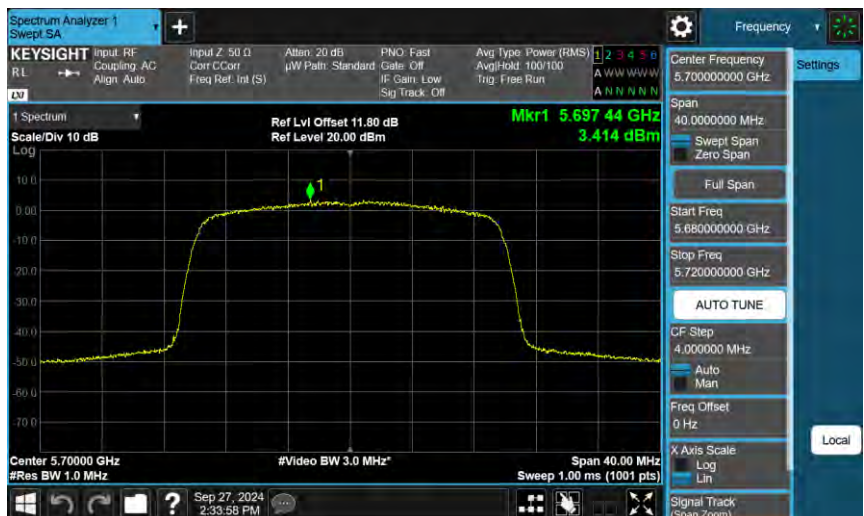 Spectrum Analyzer 1
Swept SA
+
Frequency
KEYSIGHT
RL
LXI
Input: RF
Coupling: AC
Align: Auto
Input Z: 50 Ω
Corr CCorr
Freq Ref: Int (S)
Atten: 20 dB
µW Path: Standard
PNO: Fast
Gate: Off
IF Gain: Low
Sig Track: Off
Avg Type: Power (RMS)
Avg|Hold: 100/100
Trig: Free Run
1 2 3 4 5 6
A W W W W W
A N N N N N
1 Spectrum
Scale/Div 10 dB
Log
Ref Lvl Offset 11.80 dB
Ref Level 20.00 dBm
Mkr1 5.697 44 GHz
3.414 dBm
1
10.0
0.00
-10.0
-20.0
-30.0
-40.0
-50.0
-60.0
-70.0
Center 5.70000 GHz
#Res BW 1.0 MHz
#Video BW 3.0 MHz*
Span 40.00 MHz
Sweep 1.00 ms (1001 pts)
?
Sep 27, 2024
2:33:58 PM
Center Frequency
5.700000000 GHz
Span
40.0000000 MHz
Swept Span
Zero Span
Full Span
Start Freq
5.680000000 GHz
Stop Freq
5.720000000 GHz
AUTO TUNE
CF Step
4.000000 MHz
Auto
Man
Freq Offset
0 Hz
X Axis Scale
Log
Lin
Signal Track
(Span Zoom)
Settings
Local